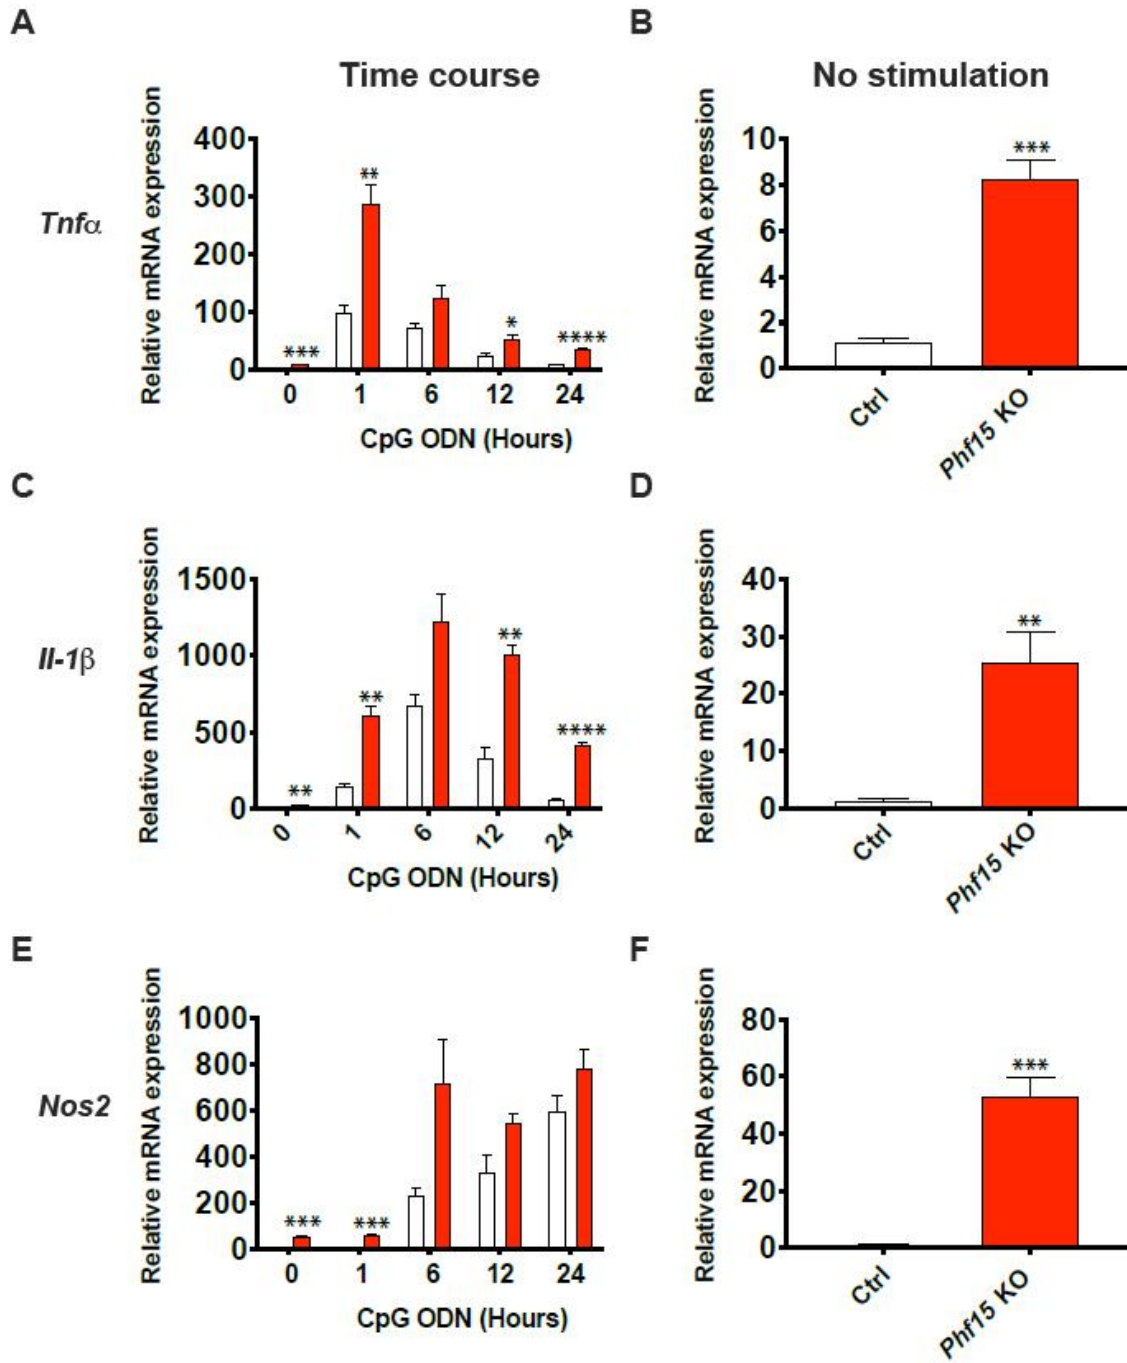 A
B
Time course
No stimulation
Tnfα
Relative mRNA expression
400
300
200
100
0
***
**
*
****
0 1 6 12 24
CpG ODN (Hours)
Relative mRNA expression
10
8
6
4
2
0
***
Ctrl
Phf15 KO
C
D
Il-1β
Relative mRNA expression
1500
1000
500
0
**
**
**
****
0 1 6 12 24
CpG ODN (Hours)
Relative mRNA expression
40
30
20
10
0
**
Ctrl
Phf15 KO
E
F
Nos2
Relative mRNA expression
1000
800
600
400
200
0
***
***
0 1 6 12 24
CpG ODN (Hours)
Relative mRNA expression
80
60
40
20
0
***
Ctrl
Phf15 KO